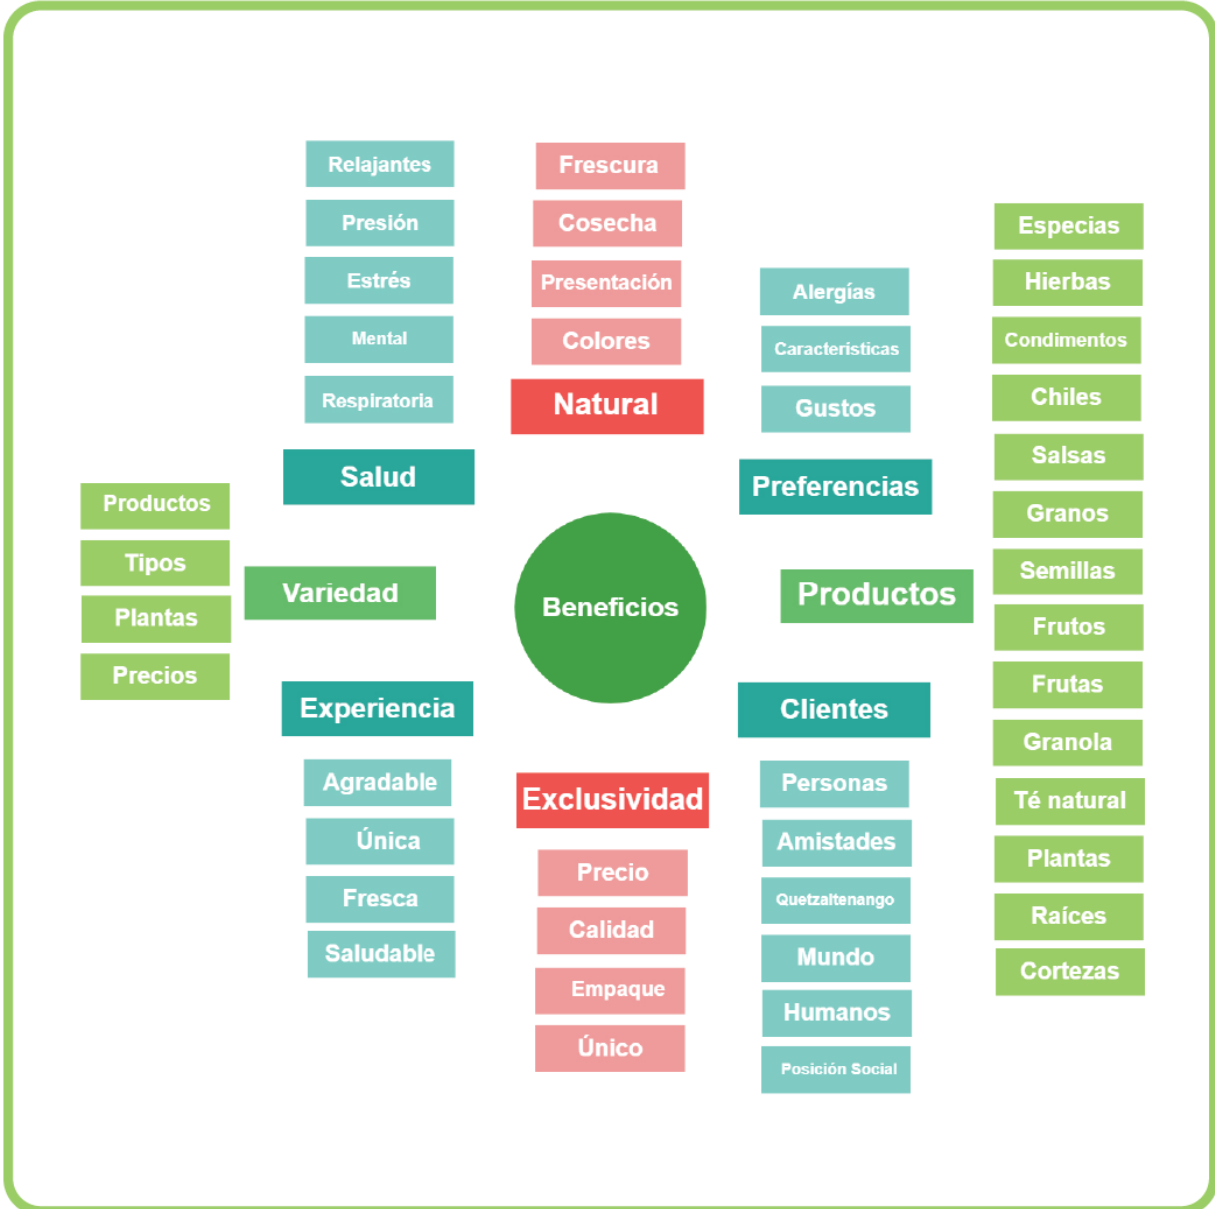 Relajantes
Presión
Estrés
Mental
Respiratoria
Salud
Frescura
Cosecha
Presentación
Colores
Natural
Alergías
Características
Gustos
Preferencias
Especias
Hierbas
Condimentos
Chiles
Salsas
Granos
Semillas
Frutos
Frutas
Granola
Té natural
Plantas
Raíces
Cortezas
Productos
Productos
Tipos
Plantas
Precios
Variedad
Beneficios
Experiencia
Agradable
Única
Fresca
Saludable
Exclusividad
Precio
Calidad
Empaque
Único
Clientes
Personas
Amistades
Quetzaltenango
Mundo
Humanos
Posición Social